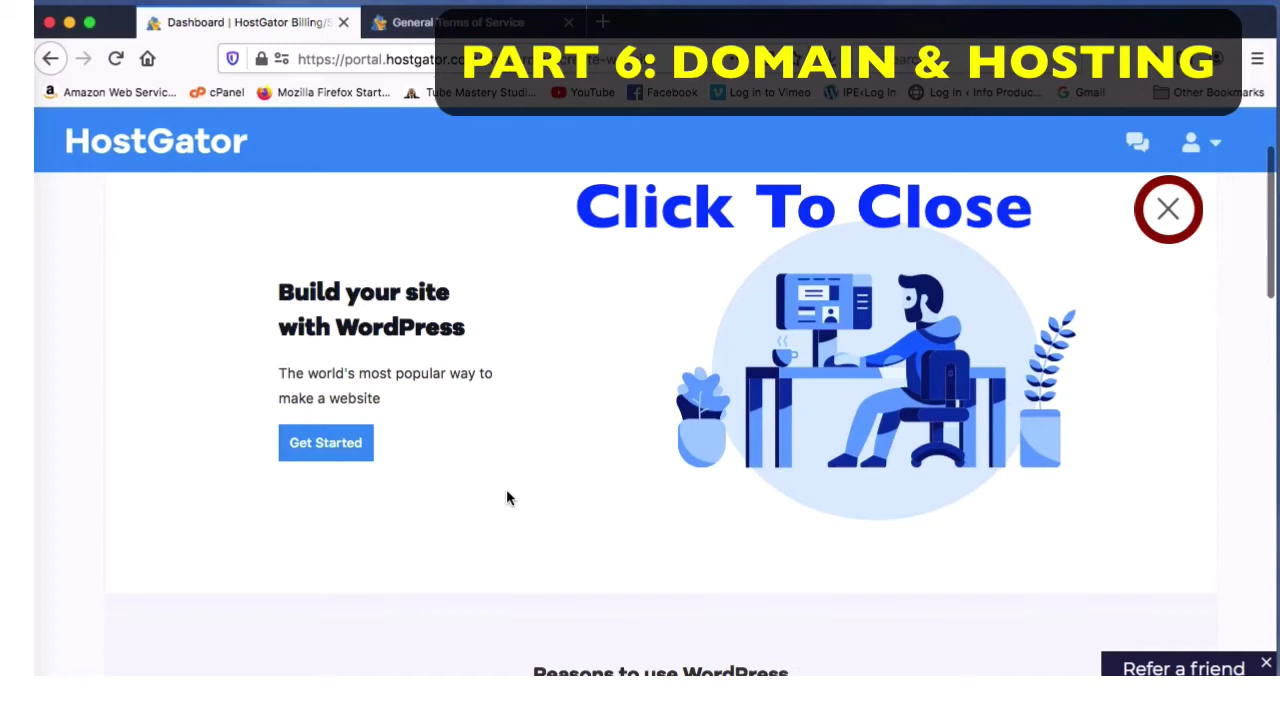 Dashboard | HostGator Billing/S
General Terms of Service
https://portal.hostgator.co
PART 6: DOMAIN & HOSTING
Amazon Web Servic...
cPanel
Mozilla Firefox Start...
Tube Mastery Studi...
YouTube
Facebook
Log in to Vimeo
IPE‹Log In
Log In ‹ Info Produc...
Gmail
Other Bookmarks
HostGator
Click To Close
Build your site
with WordPress
The world's most popular way to
make a website
Get Started
Reasons to use WordPress
Refer a friend